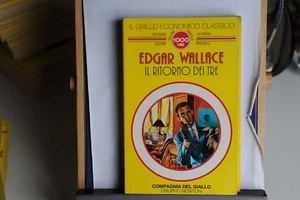 IL GIALLO ECONOMICO CLASSICO
1000
LIRE
EDGAR WALLACE
IL RITORNO DEI TRE
COMPAGNIA DEL GIALLO
GRUPPO NEWTON